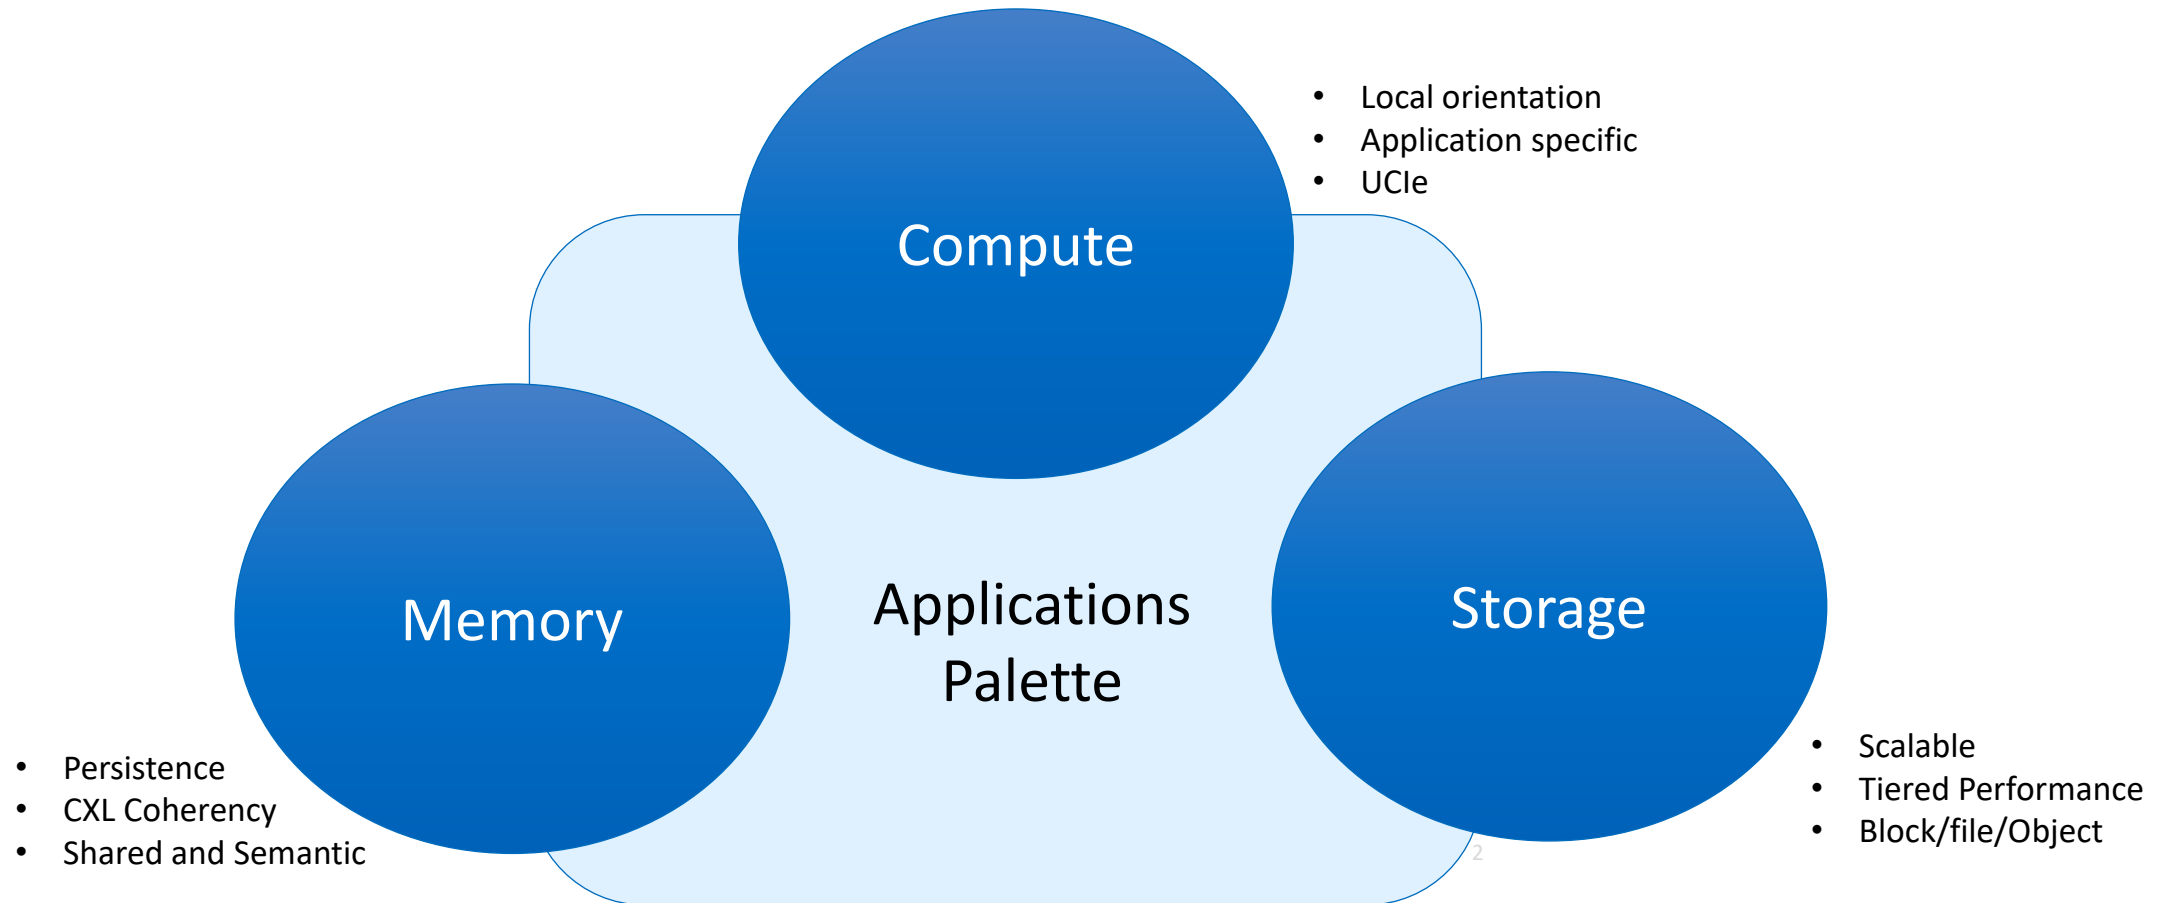 • Local orientation
• Application specific
• UCIe
Compute
Memory
Applications
Palette
Storage
• Persistence
• CXL Coherency
• Shared and Semantic
• Scalable
• Tiered Performance
• Block/file/Object
2